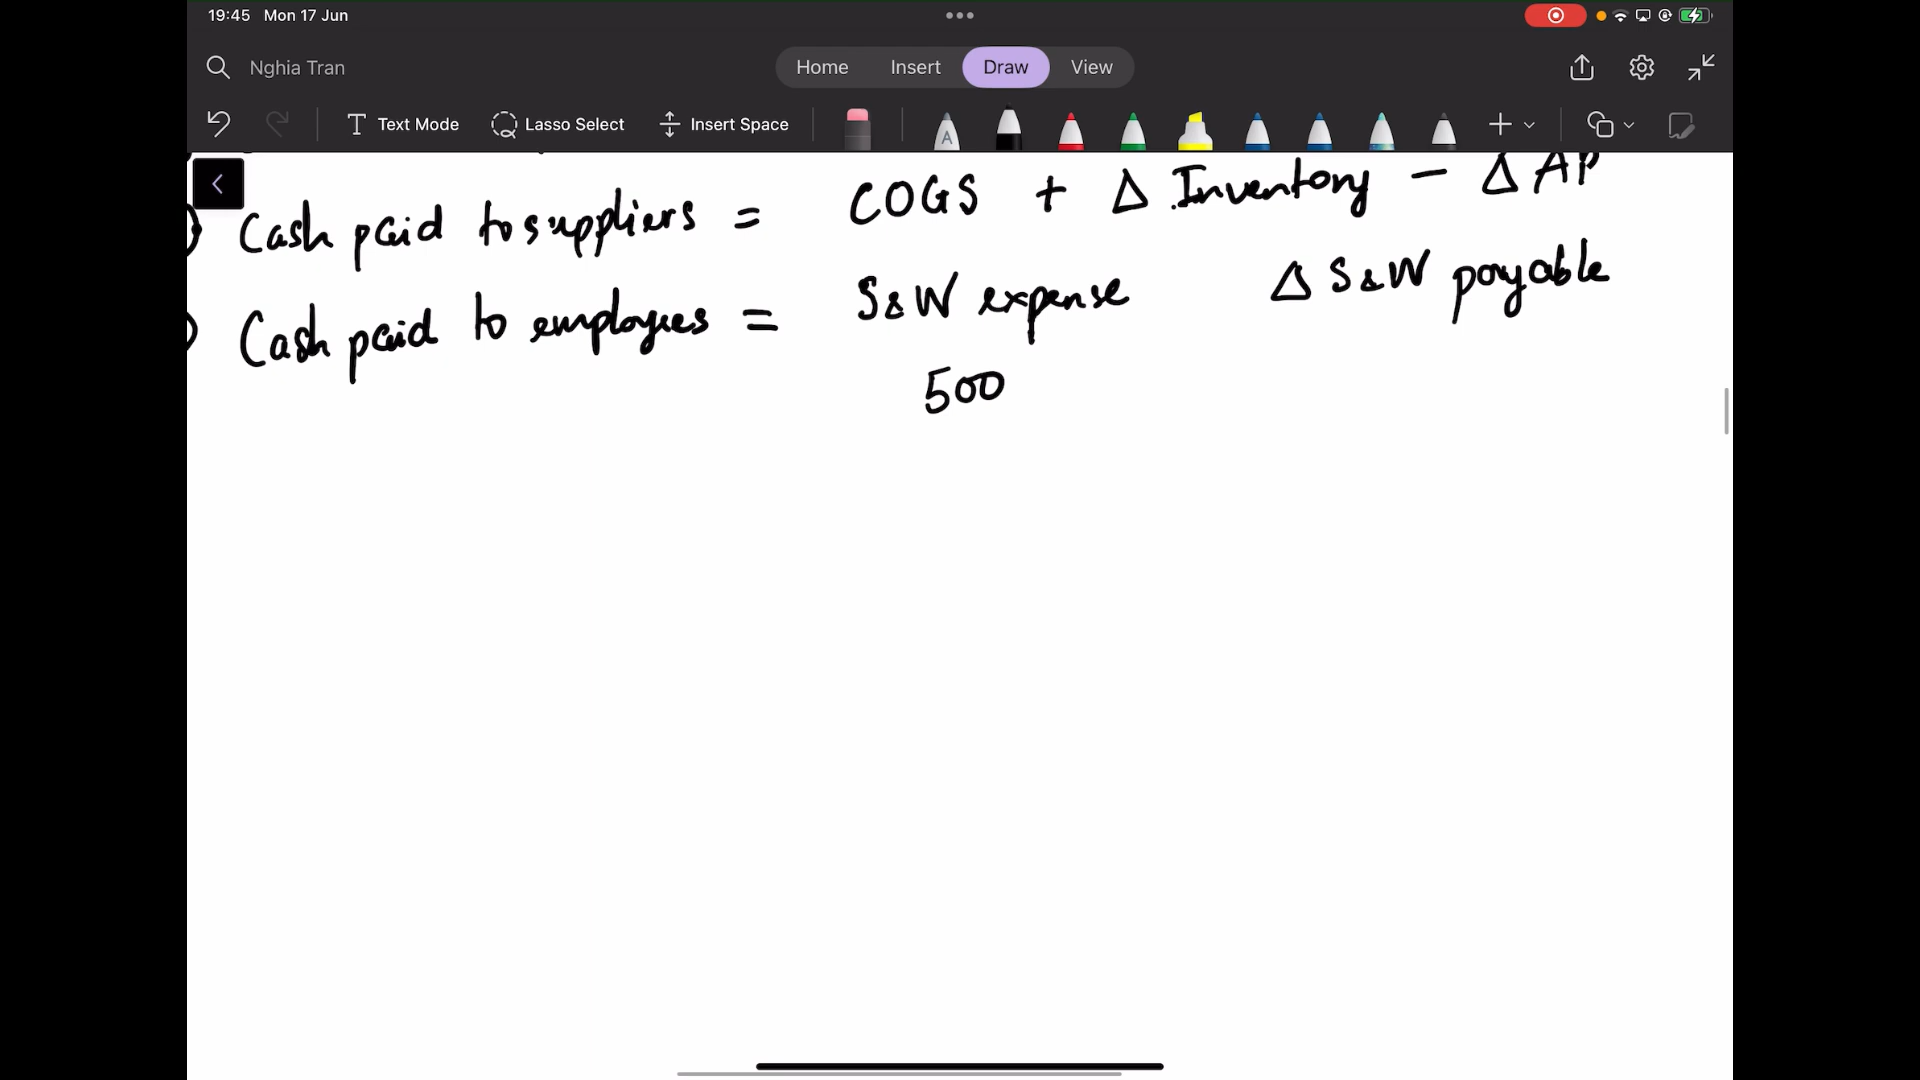 19:45 Mon 17 Jun
Nghia Tran Home Insert Draw View
T Text Mode Lasso Select Insert Space A
Cash paid to suppliers = COGS + Δ Inventory - Δ AP
Cash paid to employees = S&W expense Δ S&W payable
500